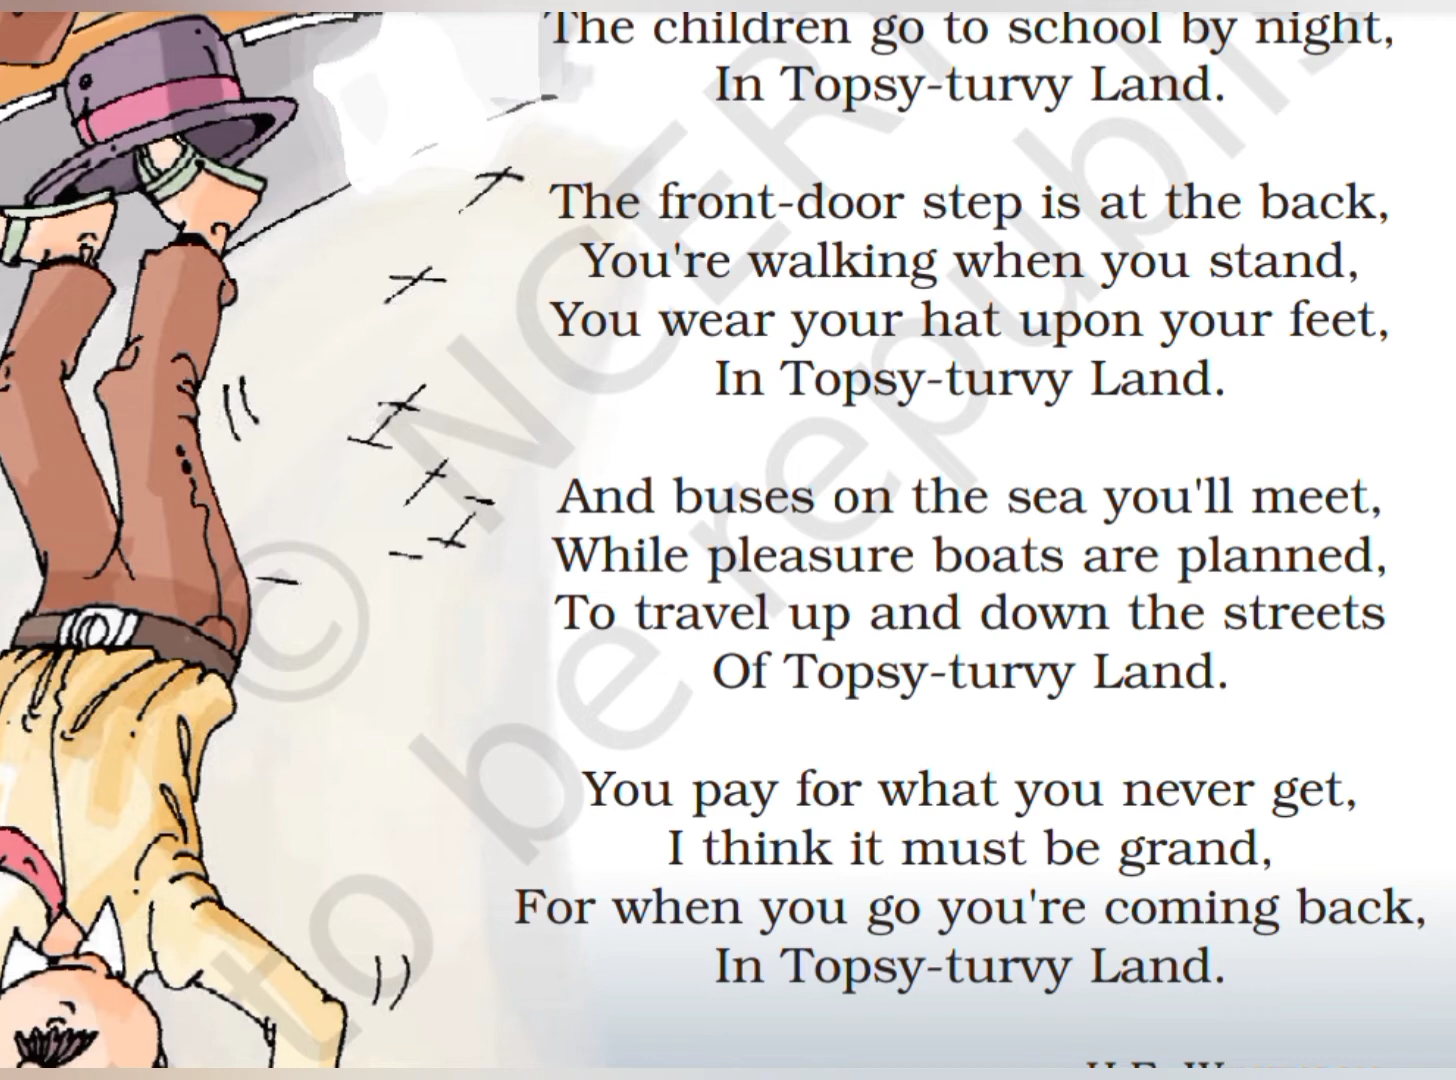 The children go to school by night,
In Topsy-turvy Land.
The front-door step is at the back,
You're walking when you stand,
You wear your hat upon your feet,
In Topsy-turvy Land.
And buses on the sea you'll meet,
While pleasure boats are planned,
To travel up and down the streets
Of Topsy-turvy Land.
You pay for what you never get,
I think it must be grand,
For when you go you're coming back,
In Topsy-turvy Land.
© NCERT
to be republis